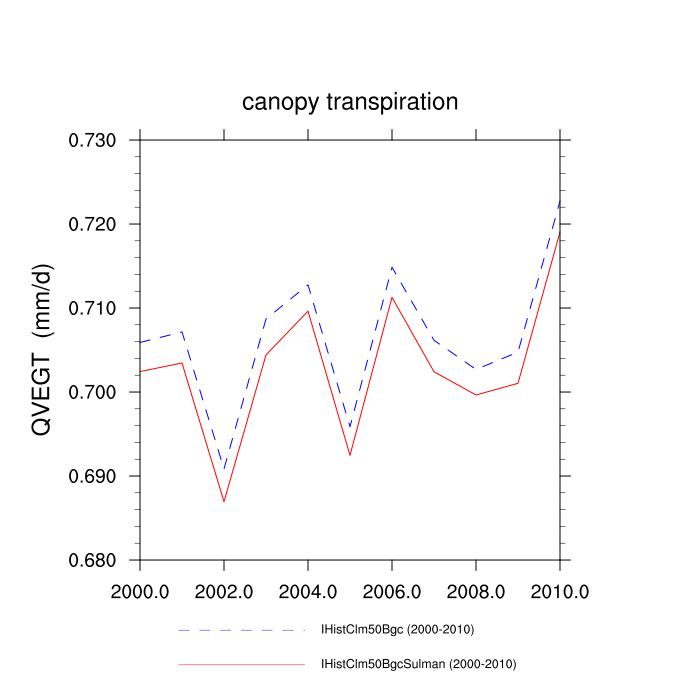 canopy transpiration
0.730
0.720
0.710
0.700
0.690
0.680
QVEGT (mm/d)
2000.0 2002.0 2004.0 2006.0 2008.0 2010.0
IHistClm50Bgc (2000-2010)
IHistClm50BgcSulman (2000-2010)